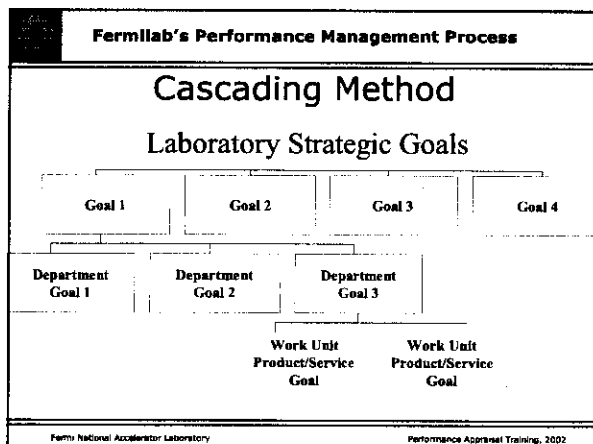 Fermilab's Performance Management Process
Cascading Method
Laboratory Strategic Goals
Goal 1
Goal 2
Goal 3
Goal 4
Department
Goal 1
Department
Goal 2
Department
Goal 3
Work Unit
Product/Service
Goal
Work Unit
Product/Service
Goal
Fermi National Accelerator Laboratory
Performance Appraisal Training, 2002